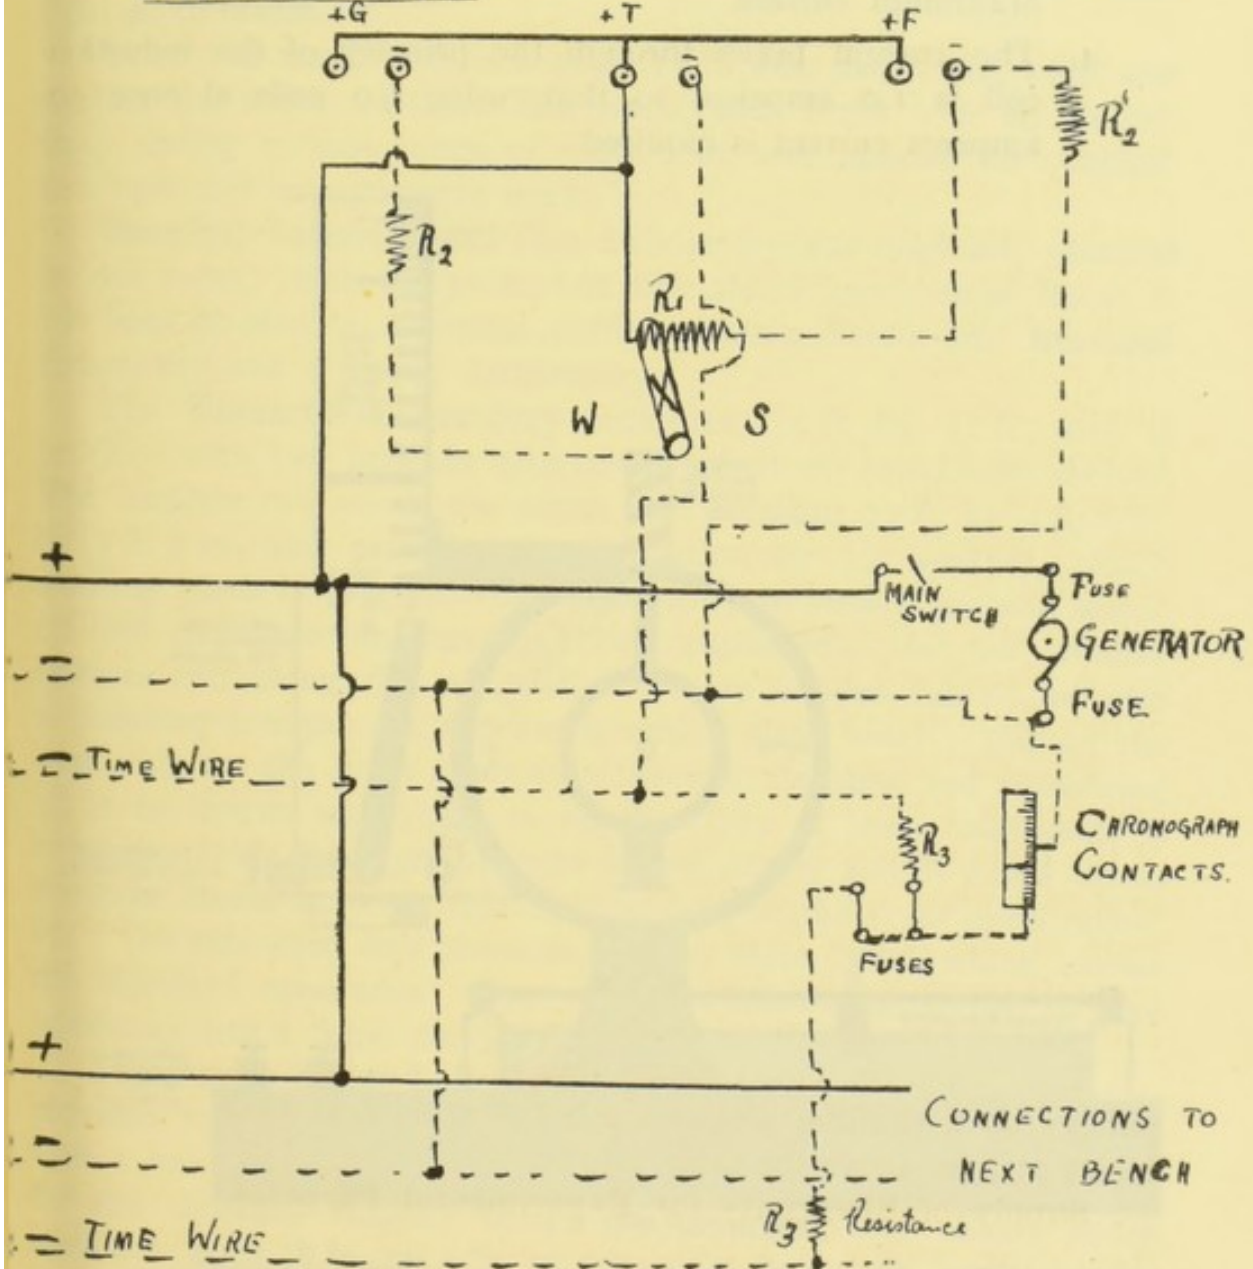 +G +T +F
R'2
R2
R1
W S
+
MAIN SWITCH
FUSE
GENERATOR
−
FUSE
− TIME WIRE
R3
CHRONOGRAPH
CONTACTS.
FUSES
+
CONNECTIONS TO
NEXT BENCH
−
R3 Resistance
− TIME WIRE